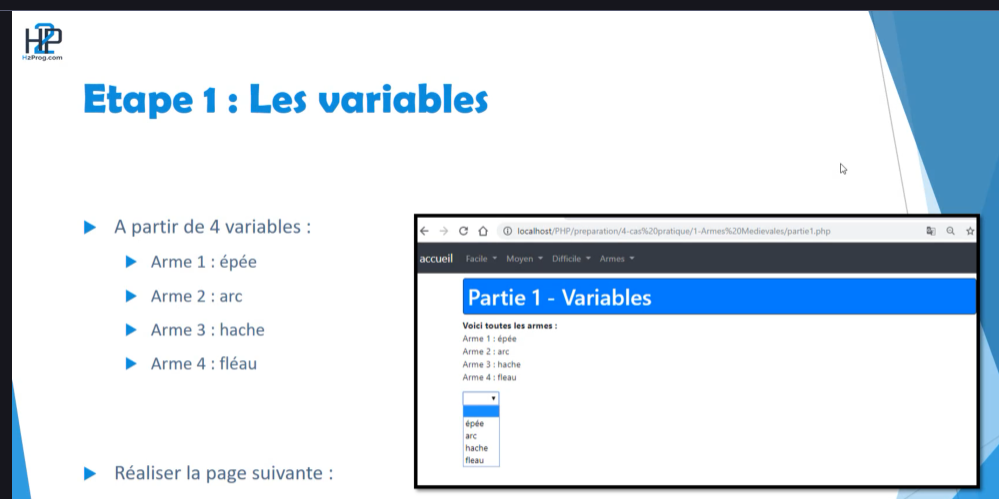 H2P
HzProg.com
Etape 1 : Les variables
A partir de 4 variables :
Arme 1 : épée
Arme 2 : arc
Arme 3 : hache
Arme 4 : fléau
Réaliser la page suivante :
localhost/PHP/preparation/4-cas%20pratique/1-Armes%20Medievales/partie1.php
accueil Facile Moyen Difficile Armes
Partie 1 - Variables
Voici toutes les armes :
Arme 1 : épée
Arme 2 : arc
Arme 3 : hache
Arme 4 : fleau
épée
arc
hache
fleau